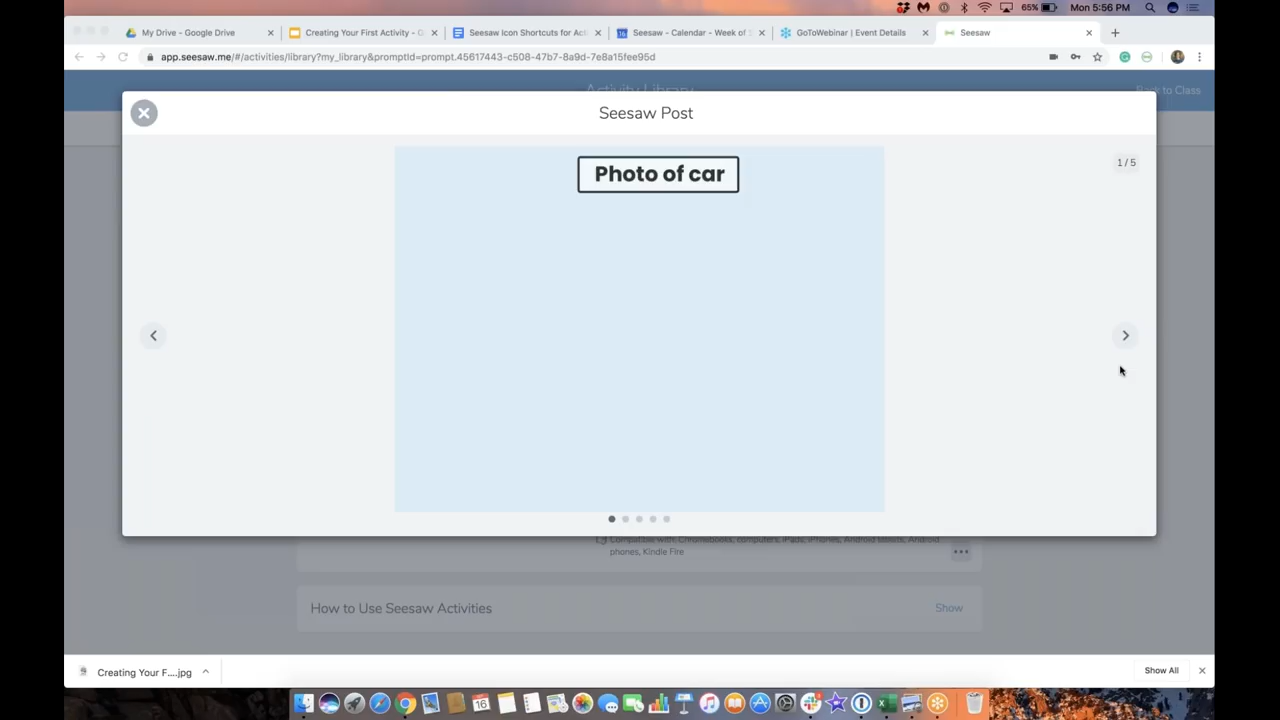 65%
Mon 5:56 PM
My Drive - Google Drive
Creating Your First Activity - G
Seesaw Icon Shortcuts for Act
Seesaw - Calendar - Week of S
GoToWebinar | Event Details
Seesaw
app.seesaw.me/#/activities/library?my_library&promptId=prompt.45617443-c508-47b7-8a9d-7e8a15fee95d
Activity Library
Back to Class
Seesaw Post
1 / 5
Photo of car
Compatible with: Chromebooks, computers, iPads, iPhones, Android tablets, Android
phones, Kindle Fire
How to Use Seesaw Activities
Show
Creating Your F....jpg
Show All
16